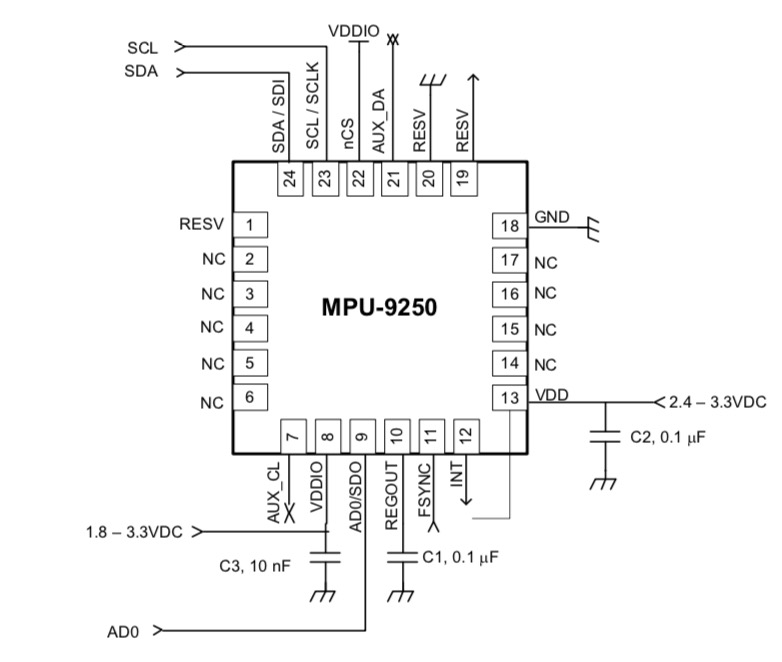 VDDIO
SCL
SDA
SDA / SDI
SCL / SCLK
nCS
AUX_DA
RESV
RESV
24
23
22
21
20
19
RESV 1
NC 2
NC 3
NC 4
NC 5
NC 6
MPU-9250
18 GND
17 NC
16 NC
15 NC
14 NC
13 VDD
2.4 – 3.3VDC
C2, 0.1 µF
7
8
9
10
11
12
AUX_CL
VDDIO
AD0/SDO
REGOUT
FSYNC
INT
1.8 – 3.3VDC
C3, 10 nF
C1, 0.1 µF
AD0